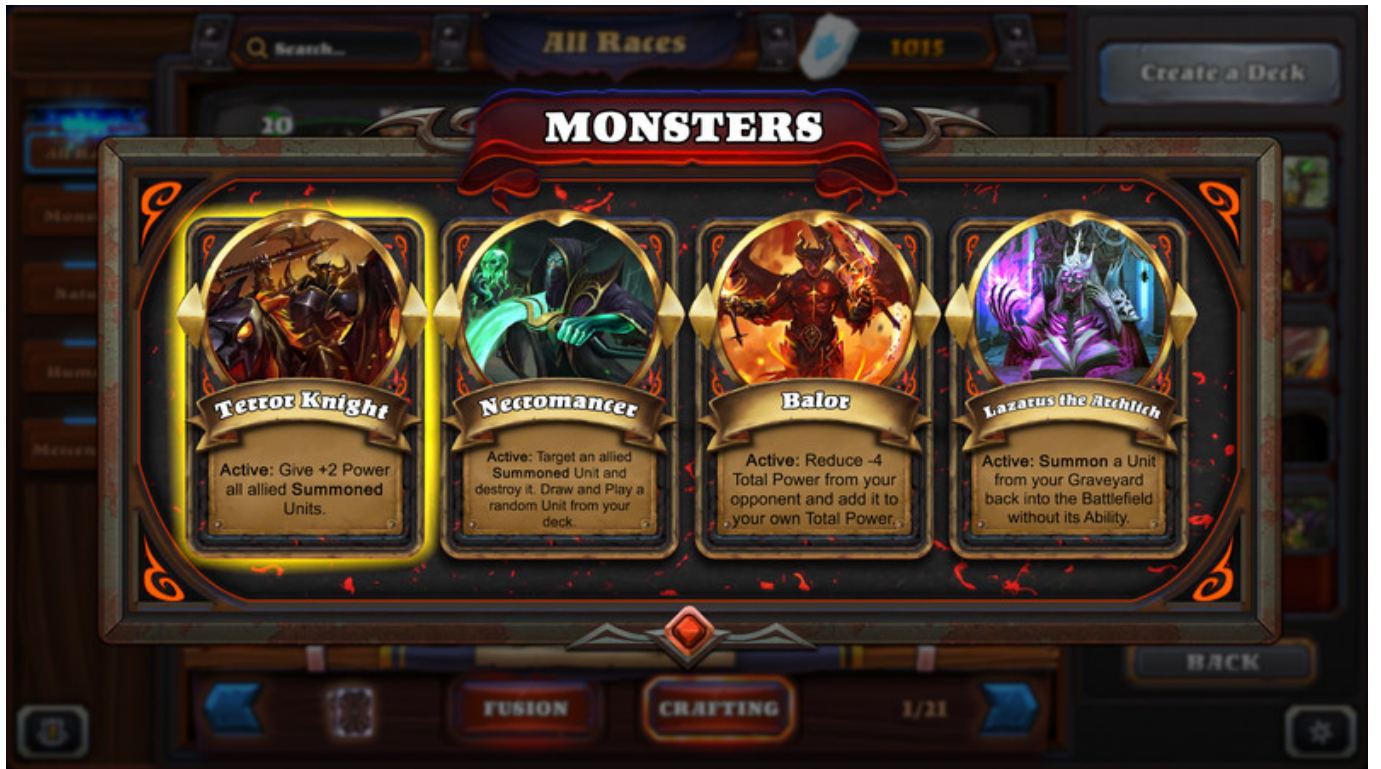 Search...
All Races
1015
Create a Deck
20
MONSTERS
Terror Knight
Active: Give +2 Power
all allied Summoned
Units.
Necromancer
Active: Target an allied
Summoned Unit and
destroy it. Draw and Play a
random Unit from your
deck.
Balor
Active: Reduce -4
Total Power from your
opponent and add it to
your own Total Power.
Lazarus the Archlich
Active: Summon a Unit
from your Graveyard
back into the Battlefield
without its Ability.
BACK
FUSION
CRAFTING
1/21